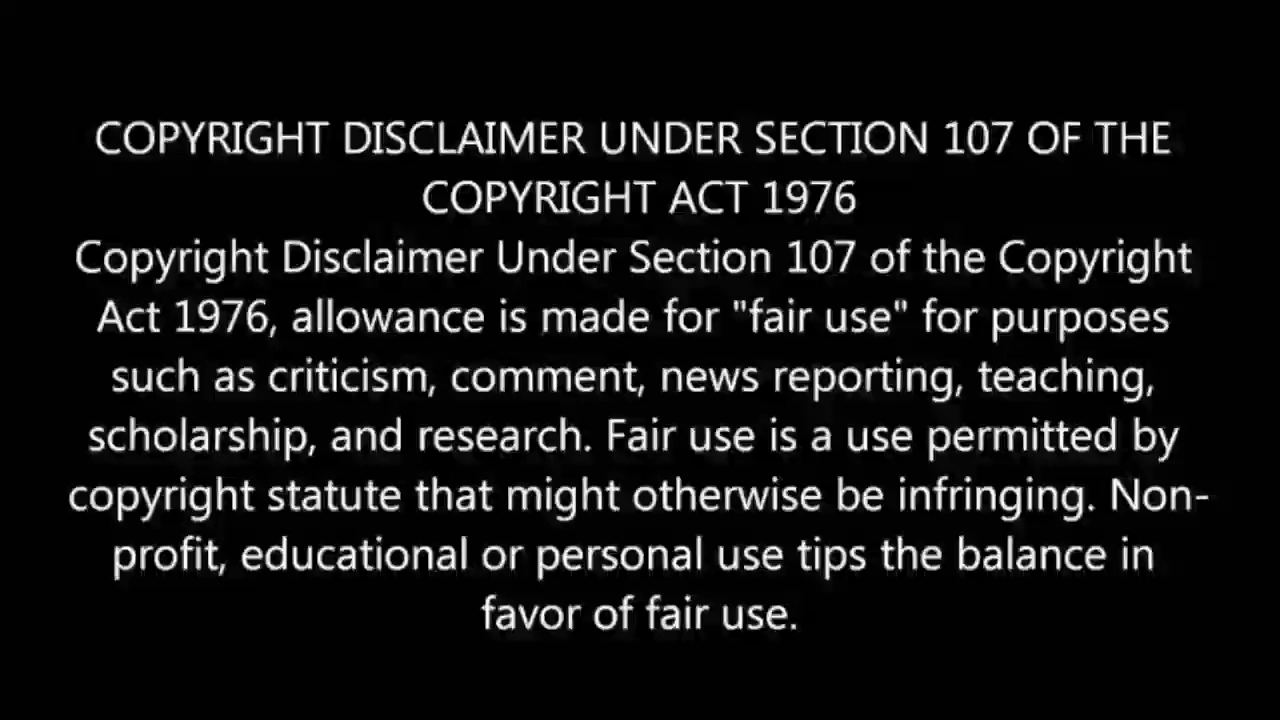 COPYRIGHT DISCLAIMER UNDER SECTION 107 OF THE
COPYRIGHT ACT 1976
Copyright Disclaimer Under Section 107 of the Copyright
Act 1976, allowance is made for "fair use" for purposes
such as criticism, comment, news reporting, teaching,
scholarship, and research. Fair use is a use permitted by
copyright statute that might otherwise be infringing. Non-
profit, educational or personal use tips the balance in
favor of fair use.